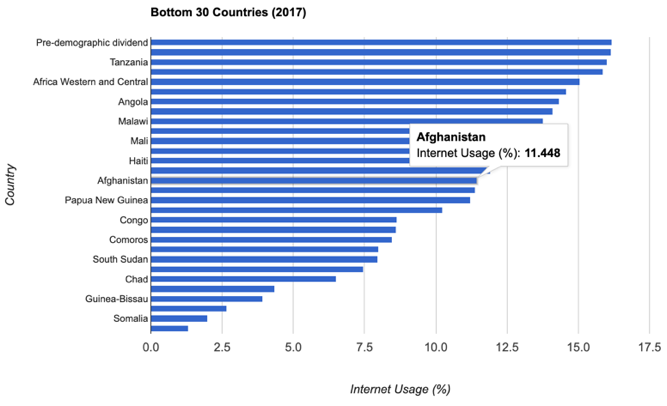 Bottom 30 Countries (2017)
Pre-demographic dividend
Tanzania
Africa Western and Central
Angola
Malawi
Mali
Haiti
Afghanistan
Papua New Guinea
Congo
Comoros
South Sudan
Chad
Guinea-Bissau
Somalia
Country
Afghanistan
Internet Usage (%): 11.448
0.0 2.5 5.0 7.5 10.0 12.5 15.0 17.5
Internet Usage (%)